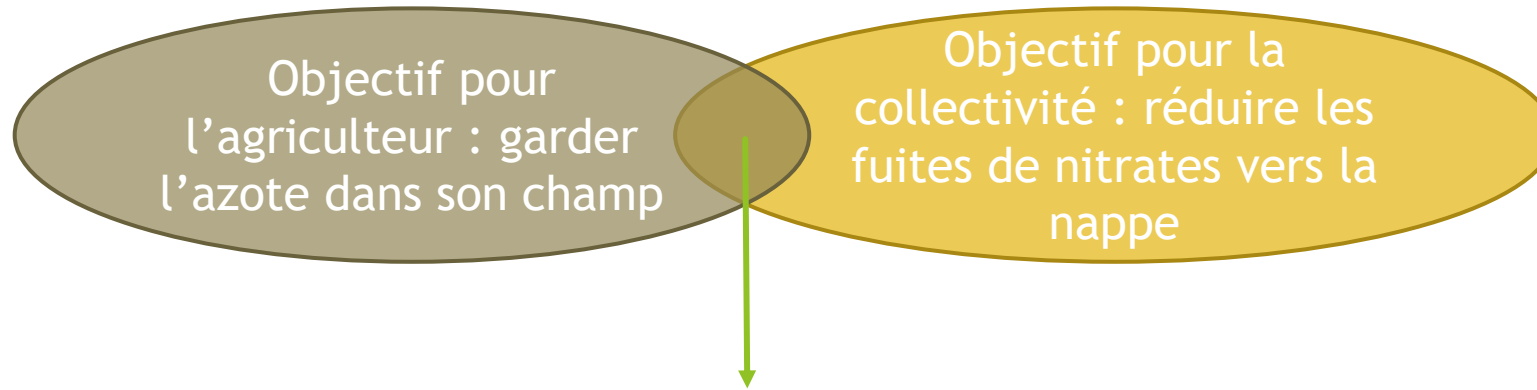 Objectif pour
l’agriculteur : garder
l’azote dans son champ
Objectif pour la
collectivité : réduire les
fuites de nitrates vers la
nappe